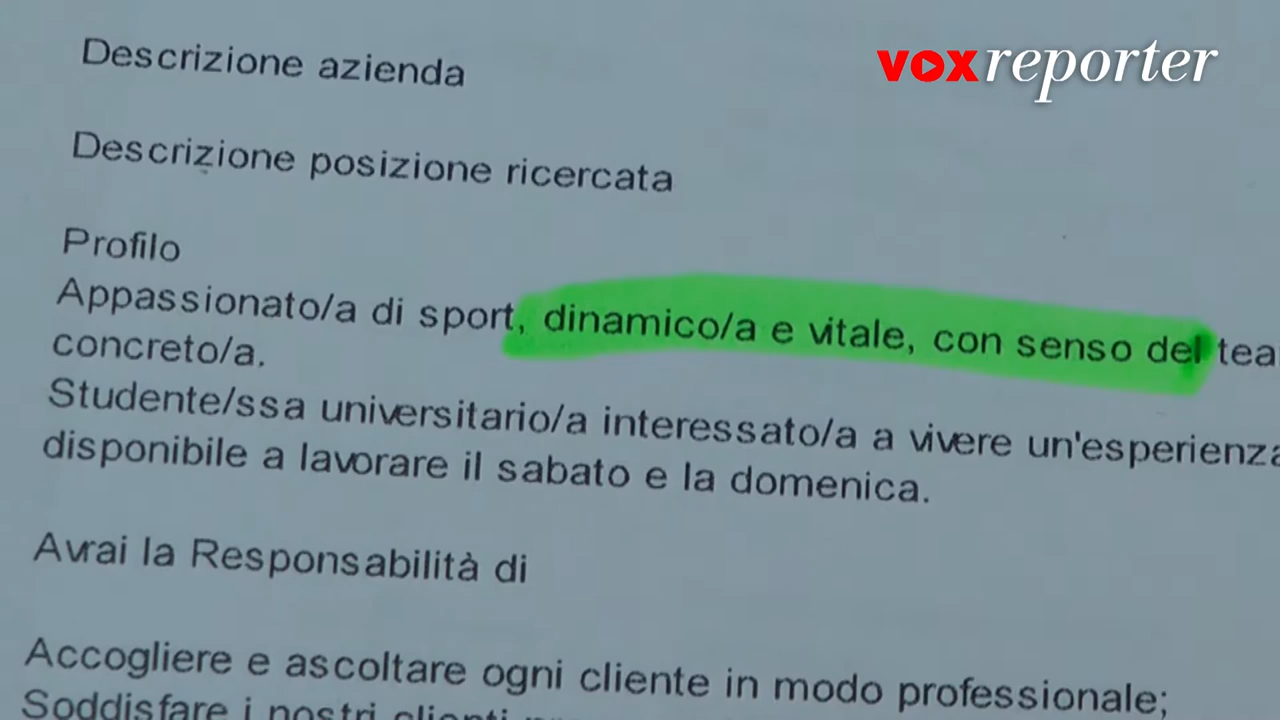 voxreporter
Descrizione azienda
Descrizione posizione ricercata
Profilo
Appassionato/a di sport, dinamico/a e vitale, con senso del
concreto/a.
Studente/ssa universitario/a interessato/a a vivere un'esperienza
disponibile a lavorare il sabato e la domenica.
Avrai la Responsabilità di
Accogliere e ascoltare ogni cliente in modo professionale;
Soddisfare i nostri clienti